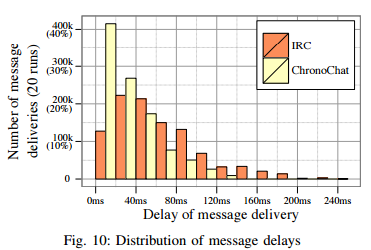 400k
(40%)
300k
(30%)
200k
(20%)
100k
(10%)
0
Number of message
deliveries (20 runs)
IRC
ChronoChat
0ms 40ms 80ms 120ms 160ms 200ms 240ms
Delay of message delivery
Fig. 10: Distribution of message delays